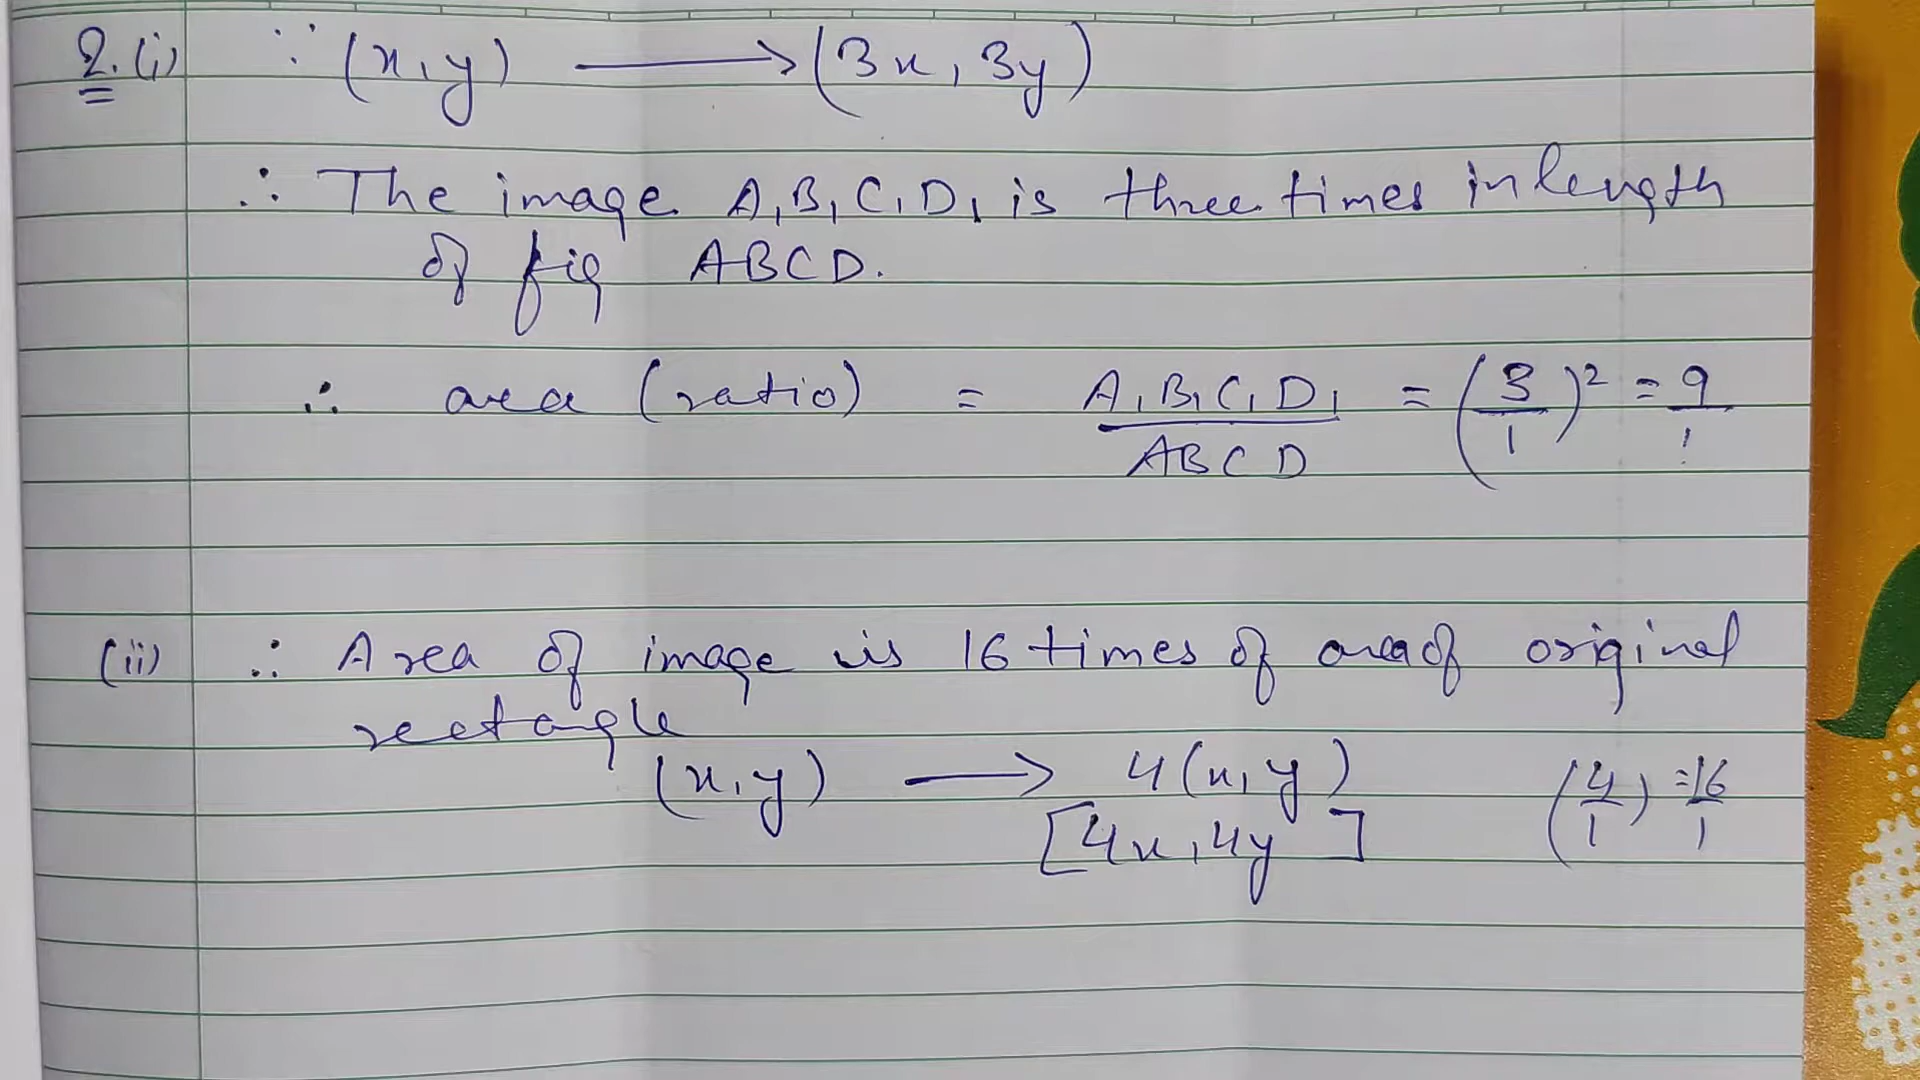 2.(i) ∵ (x, y) ⟶ (3x, 3y)
∴ The image A₁B₁C₁D₁ is three times in length
of fig ABCD.
∴ area (ratio) = A₁B₁C₁D₁/ABCD = (3/1)² = 9/1
(ii) ∴ Area of image is 16 times of area of original
rectangle
(x, y) ⟶ 4(x, y) (4/1) = 16/1
[4x, 4y]